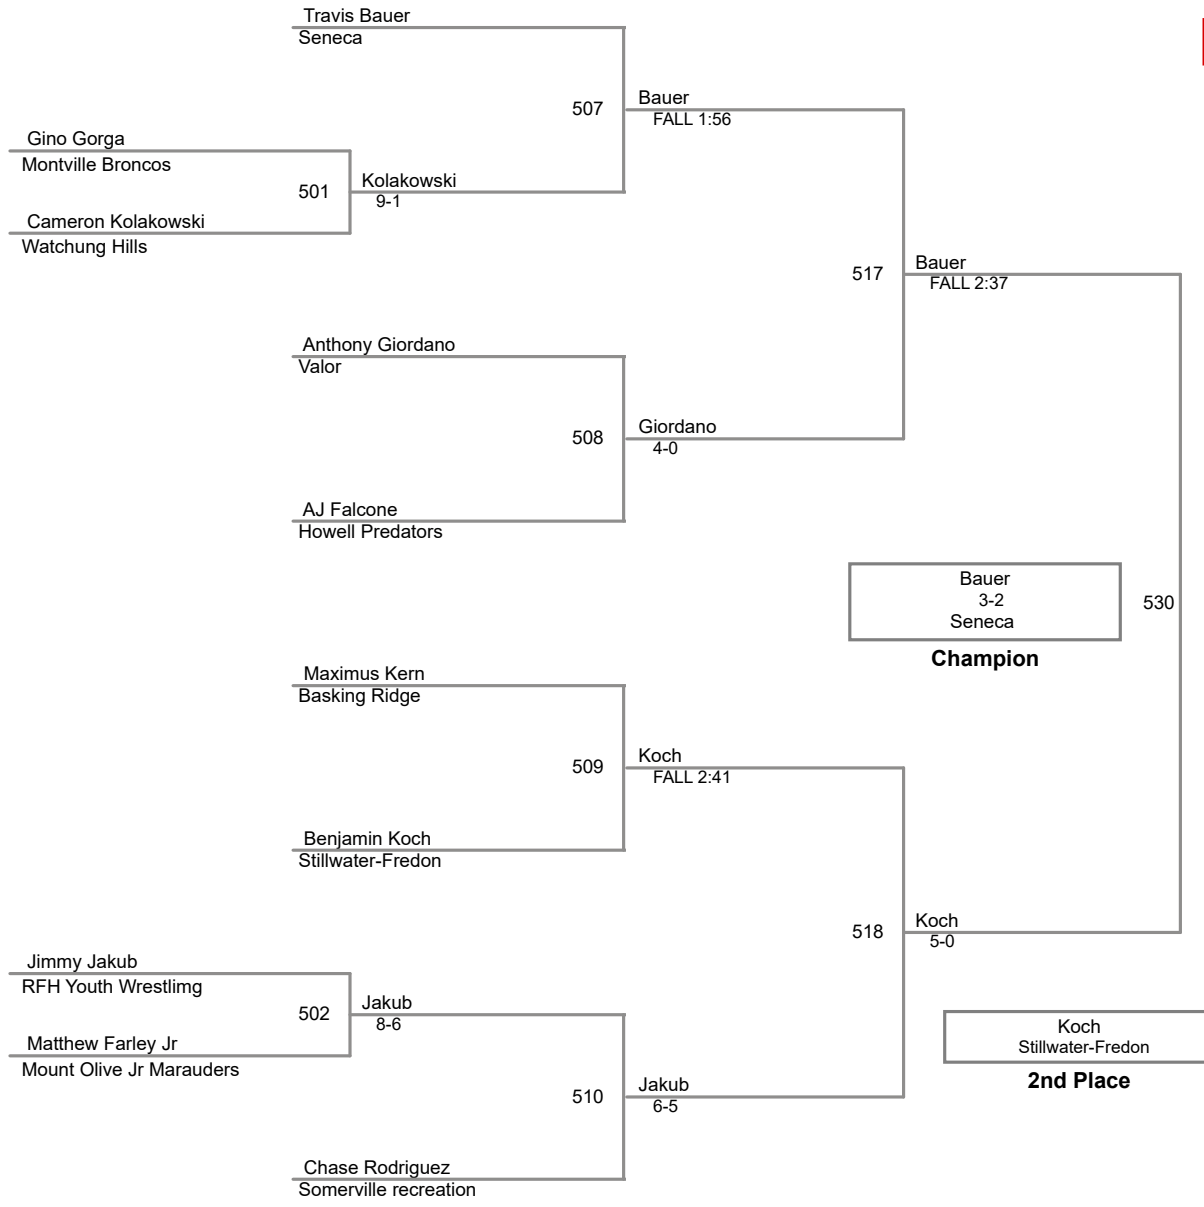 Travis Bauer
Seneca
507
Bauer
FALL 1:56
Gino Gorga
Montville Broncos
501
Kolakowski
9-1
Cameron Kolakowski
Watchung Hills
517
Bauer
FALL 2:37
Anthony Giordano
Valor
508
Giordano
4-0
AJ Falcone
Howell Predators
Bauer
3-2
Seneca
530
Champion
Maximus Kern
Basking Ridge
509
Koch
FALL 2:41
Benjamin Koch
Stillwater-Fredon
518
Koch
5-0
Jimmy Jakub
RFH Youth Wrestlimg
502
Jakub
8-6
Matthew Farley Jr
Mount Olive Jr Marauders
Koch
Stillwater-Fredon
2nd Place
510
Jakub
6-5
Chase Rodriguez
Somerville recreation